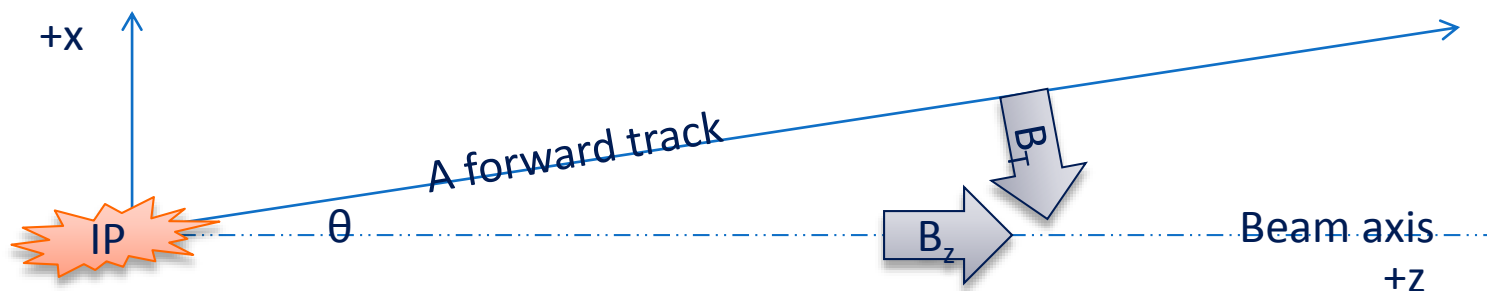 +x
A forward track
B_T
IP
θ
B_z
Beam axis
+z